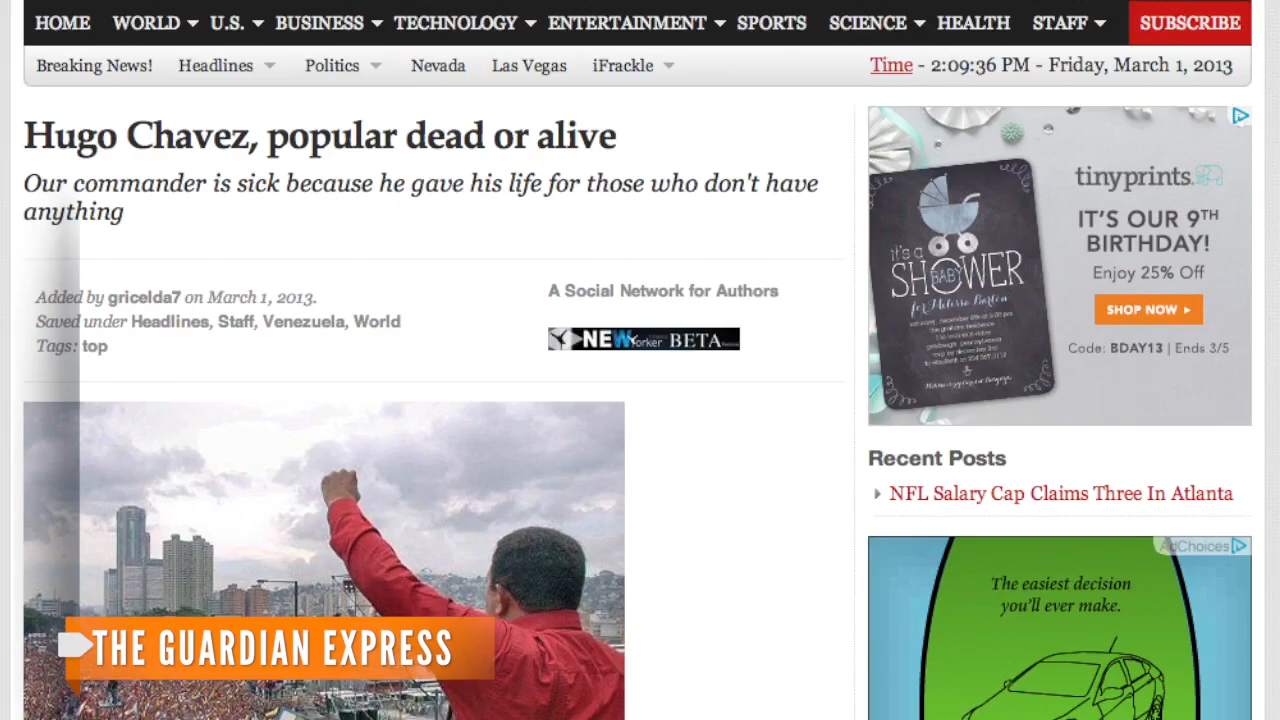 HOME WORLD U.S. BUSINESS TECHNOLOGY ENTERTAINMENT SPORTS SCIENCE HEALTH STAFF SUBSCRIBE
Breaking News! Headlines Politics Nevada Las Vegas iFrackle Time - 2:09:36 PM - Friday, March 1, 2013
Hugo Chavez, popular dead or alive
Our commander is sick because he gave his life for those who don't have
anything
Added by gricelda7 on March 1, 2013.
Saved under Headlines, Staff, Venezuela, World
Tags: top
A Social Network for Authors
NEWYorker BETA
THE GUARDIAN EXPRESS
tinyprints.
IT'S OUR 9TH
BIRTHDAY!
Enjoy 25% Off
SHOP NOW
Code: BDAY13 | Ends 3/5
it's a
BABY
SHOWER
for Melissa Barton
Recent Posts
NFL Salary Cap Claims Three In Atlanta
AdChoices
The easiest decision
you'll ever make.